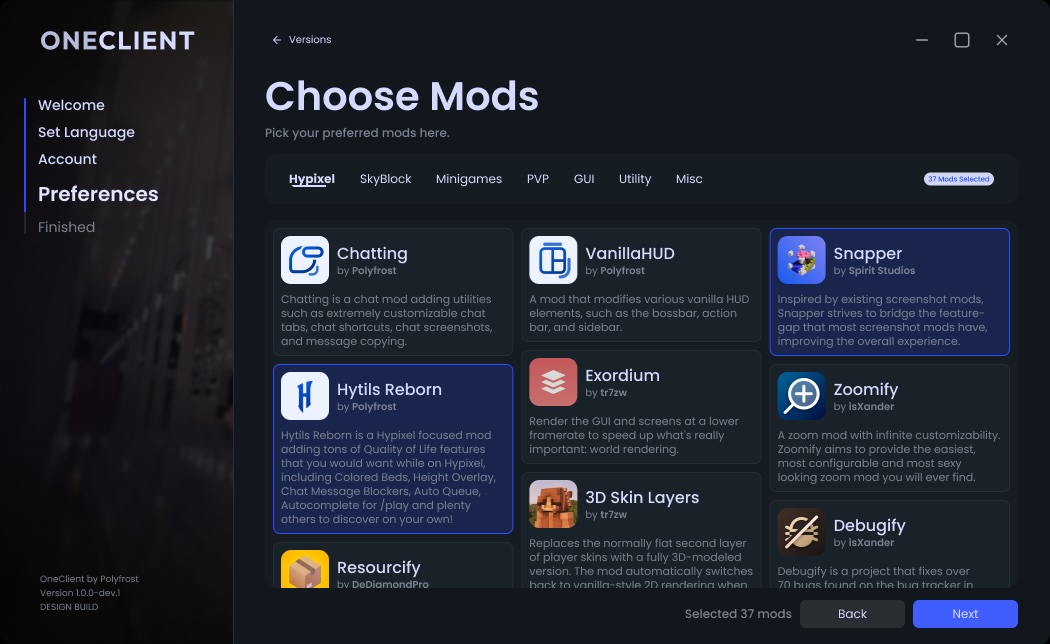 ONECLIENT
Welcome
Set Language
Account
Preferences
Finished
OneClient by Polyfrost
Version 1.0.0-dev.1
DESIGN BUILD
Versions
Choose Mods
Pick your preferred mods here.
Hypixel SkyBlock Minigames PVP GUI Utility Misc
37 Mods Selected
Chatting
by Polyfrost
Chatting is a chat mod adding utilities
such as extremely customizable chat
tabs, chat shortcuts, chat screenshots,
and message copying.
Hytils Reborn
by Polyfrost
Hytils Reborn is a Hypixel focused mod
adding tons of Quality of Life features
that you would want while on Hypixel,
including Colored Beds, Height Overlay,
Chat Message Blockers, Auto Queue,
Autocomplete for /play and plenty
others to discover on your own!
Resourcify
by DeDiamondPro
VanillaHUD
by Polyfrost
A mod that modifies various vanilla HUD
elements, such as the bossbar, action
bar, and sidebar.
Exordium
by tr7zw
Render the GUI and screens at a lower
framerate to speed up what's really
important: world rendering.
3D Skin Layers
by tr7zw
Replaces the normally flat second layer
of player skins with a fully 3D-modeled
version. The mod automatically switches
back to vanilla-style 2D rendering when
Snapper
by Spirit Studios
Inspired by existing screenshot mods,
Snapper strives to bridge the feature-
gap that most screenshot mods have,
improving the overall experience.
Zoomify
by isXander
A zoom mod with infinite customizability.
Zoomify aims to provide the easiest,
most configurable and most sexy
looking zoom mod you will ever find.
Debugify
by isXander
Debugify is a project that fixes over
70 bugs found on the bug tracker in
Selected 37 mods
Back
Next